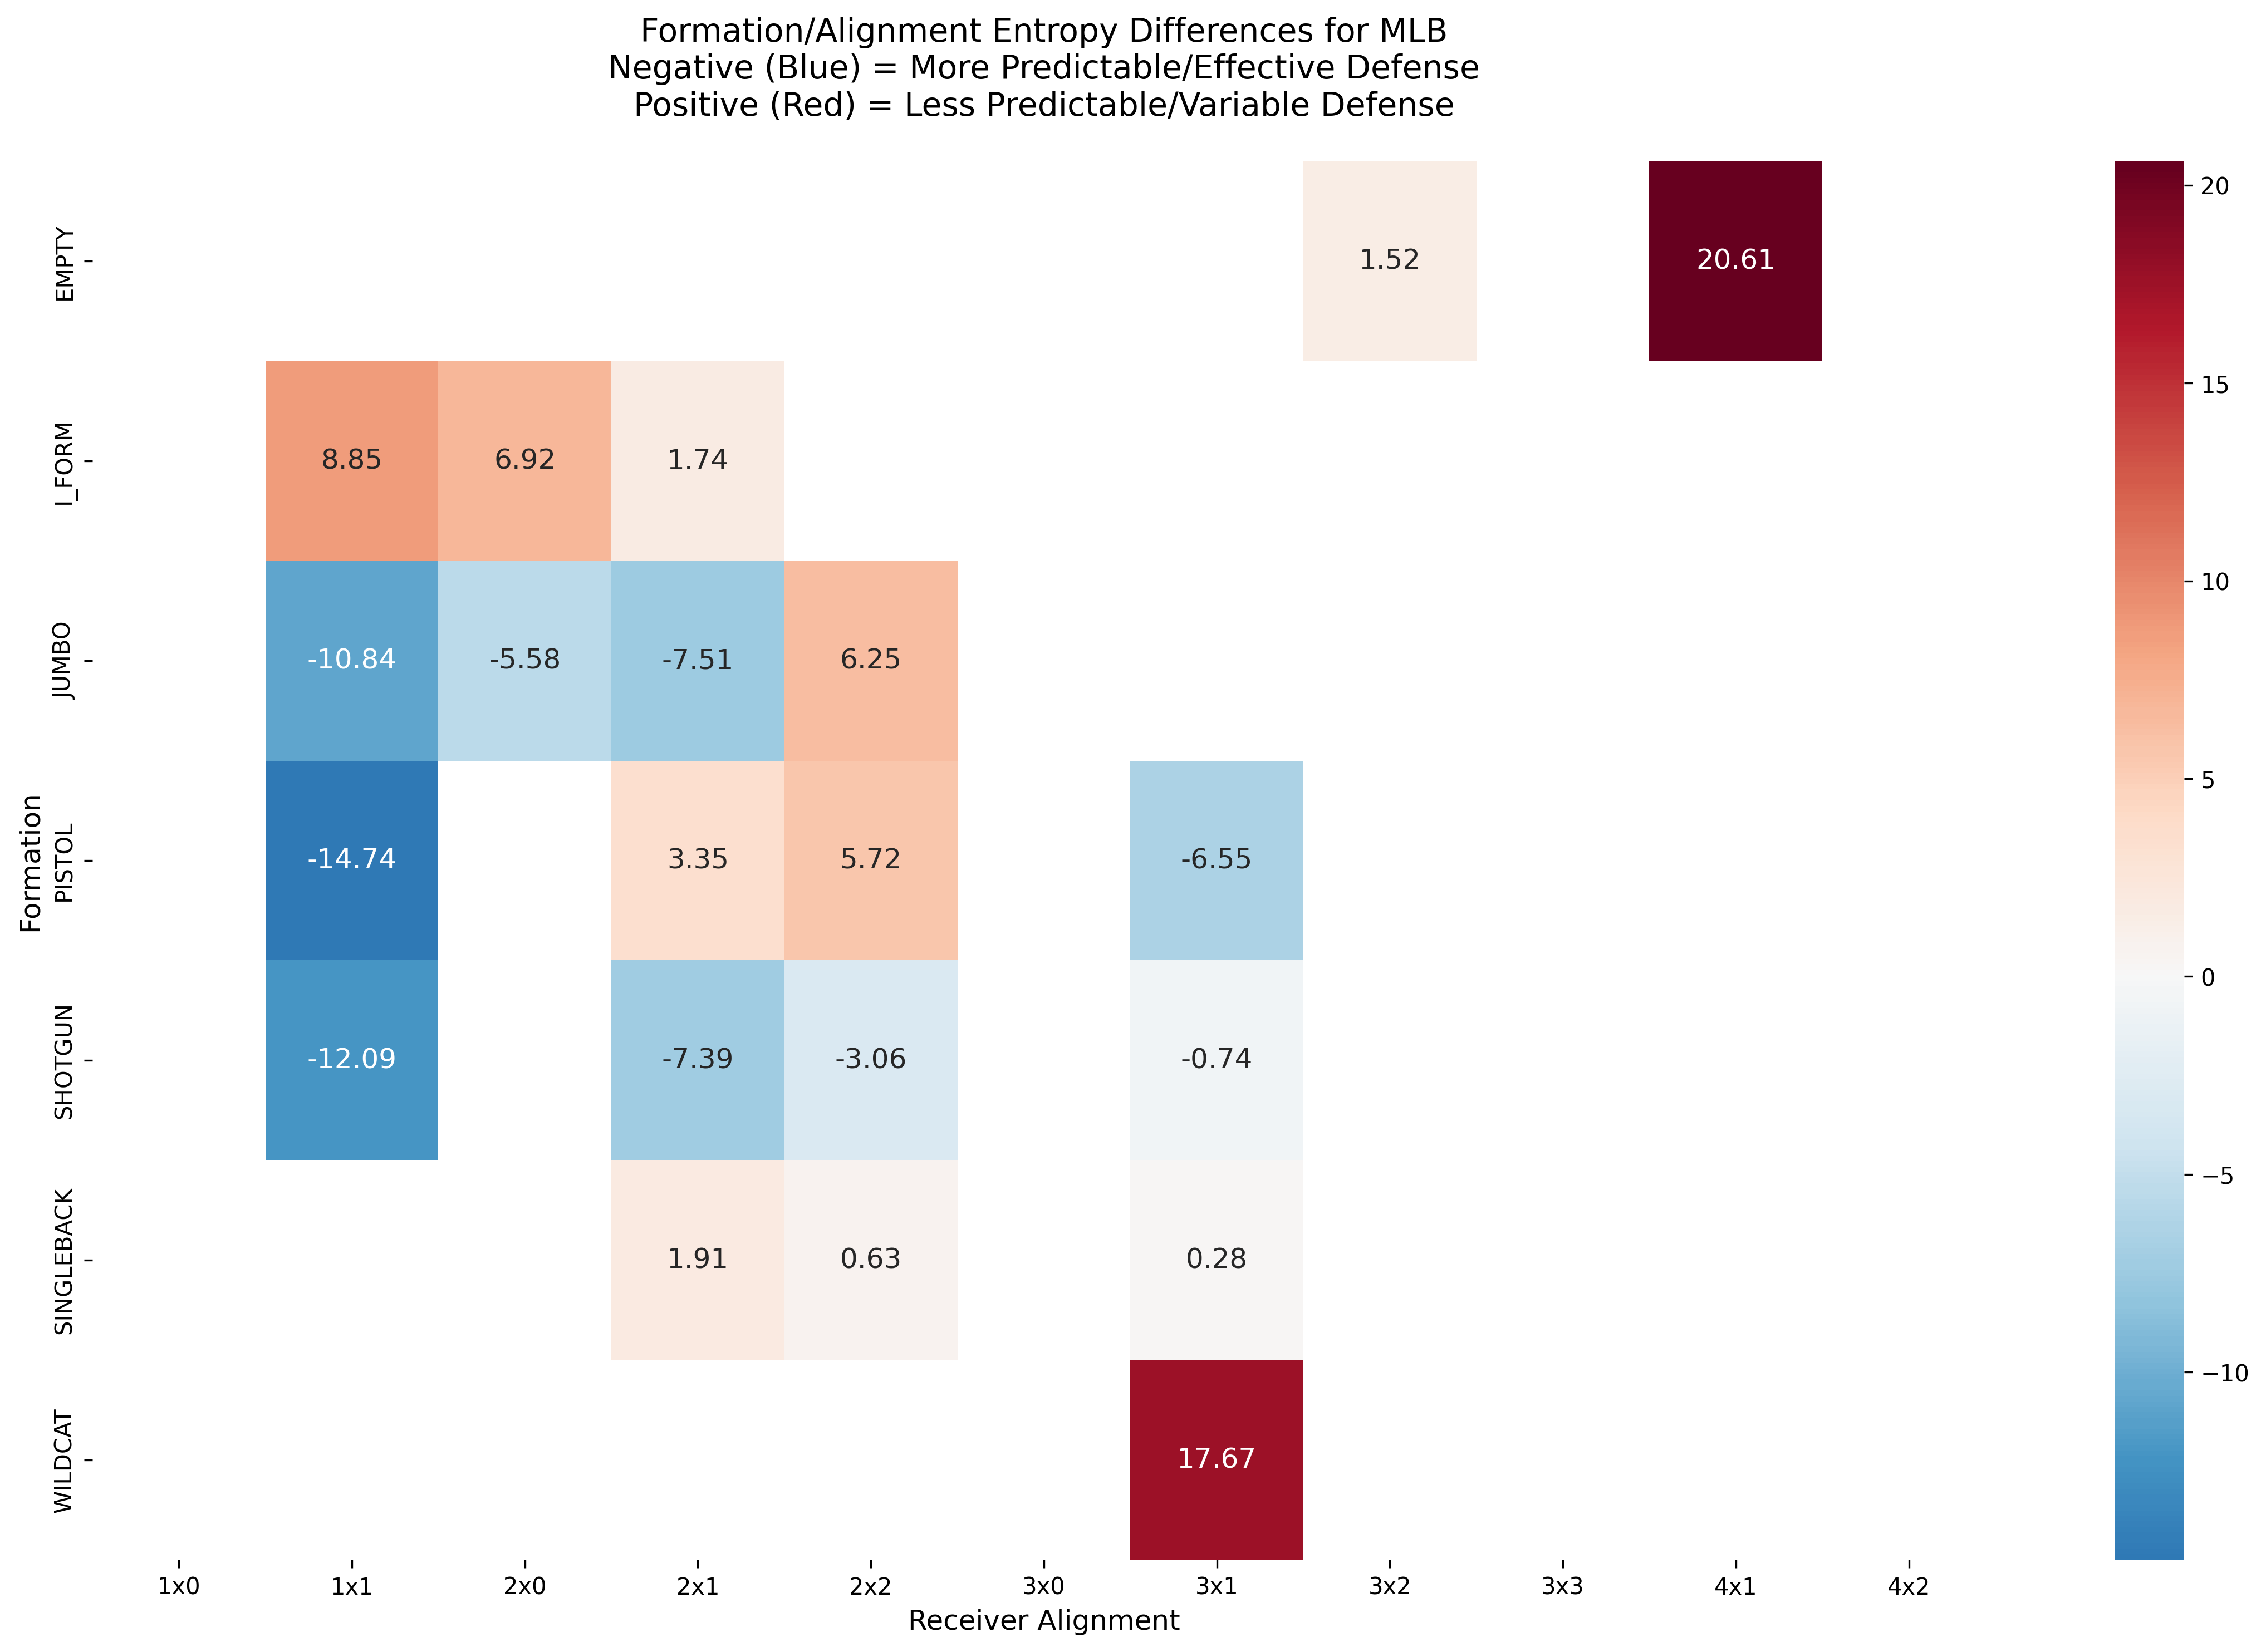 Formation/Alignment Entropy Differences for MLB
Negative (Blue) = More Predictable/Effective Defense
Positive (Red) = Less Predictable/Variable Defense
Formation
EMPTY
1.52
20.61
I_FORM
8.85
6.92
1.74
JUMBO
-10.84
-5.58
-7.51
6.25
PISTOL
-14.74
3.35
5.72
-6.55
SHOTGUN
-12.09
-7.39
-3.06
-0.74
SINGLEBACK
1.91
0.63
0.28
WILDCAT
17.67
1x0
1x1
2x0
2x1
2x2
3x0
3x1
3x2
3x3
4x1
4x2
Receiver Alignment
20
15
10
5
0
−5
−10